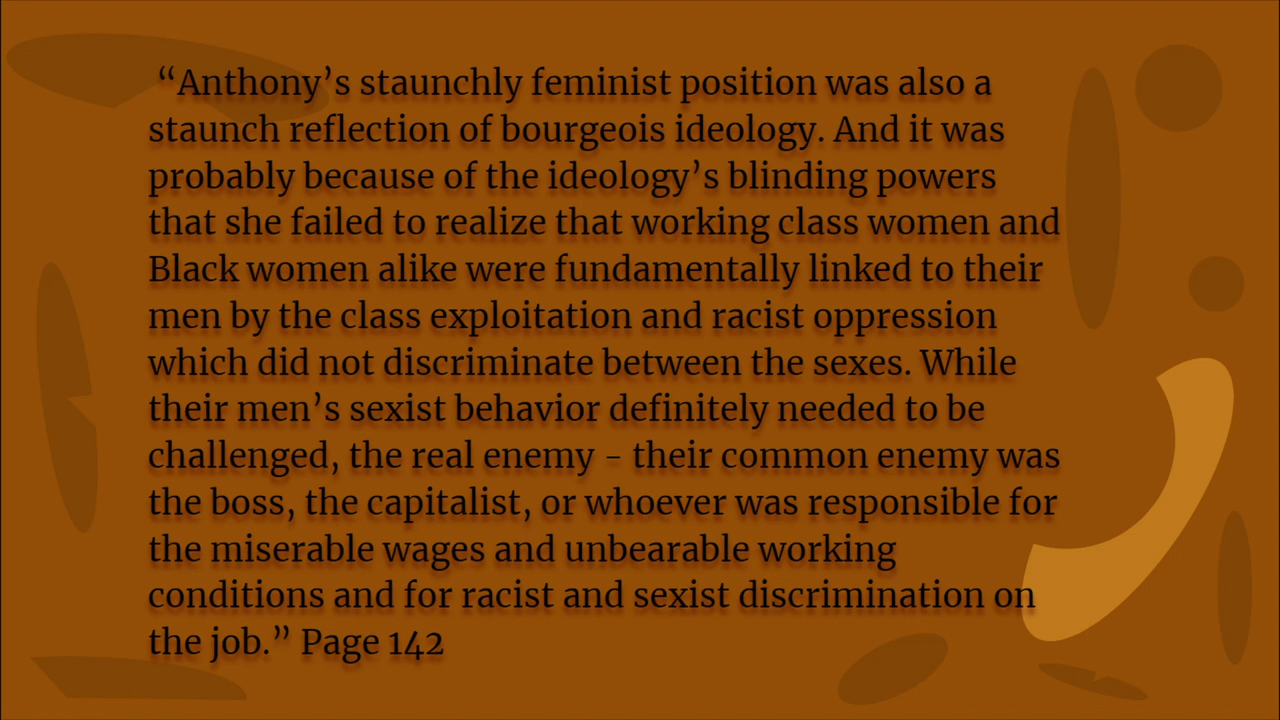 “Anthony’s staunchly feminist position was also a
staunch reflection of bourgeois ideology. And it was
probably because of the ideology’s blinding powers
that she failed to realize that working class women and
Black women alike were fundamentally linked to their
men by the class exploitation and racist oppression
which did not discriminate between the sexes. While
their men’s sexist behavior definitely needed to be
challenged, the real enemy – their common enemy was
the boss, the capitalist, or whoever was responsible for
the miserable wages and unbearable working
conditions and for racist and sexist discrimination on
the job.” Page 142